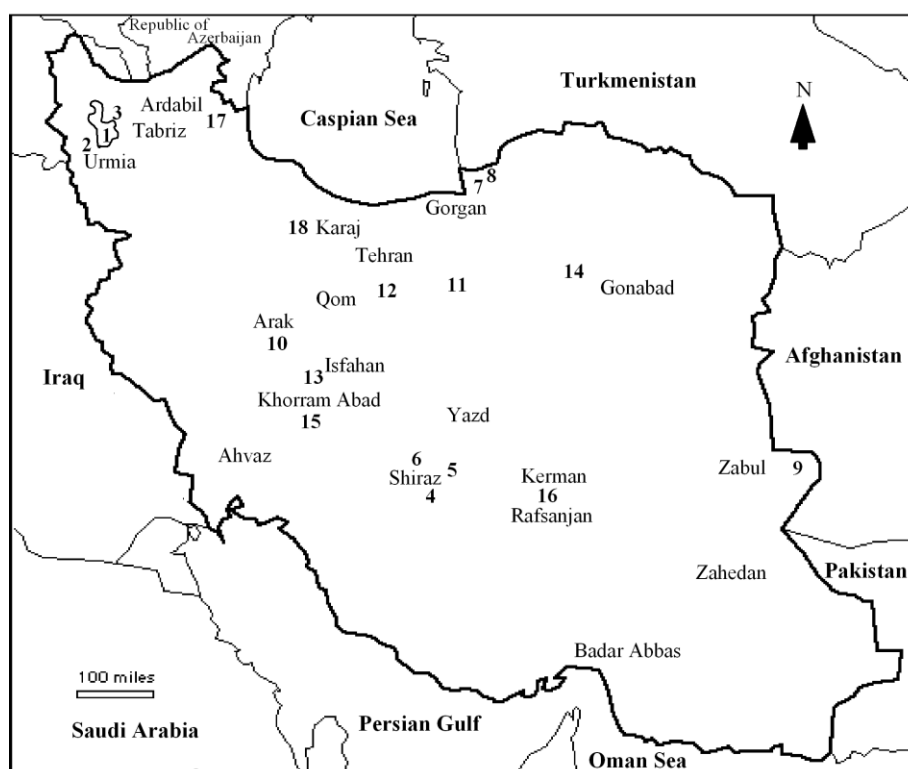 Republic of
Azerbaijan
Turkmenistan
Caspian Sea
N
Ardabil
3
Tabriz
17
1
2
Urmia
8
7
Gorgan
18 Karaj
Tehran
14
11
12
Gonabad
Qom
Arak
10
Afghanistan
Isfahan
Iraq
13
Khorram Abad
15
Yazd
Ahvaz
6
5
Shiraz
4
Kerman
16
Rafsanjan
Zabul
9
Zahedan
Pakistan
Badar Abbas
100 miles
Saudi Arabia
Persian Gulf
Oman Sea